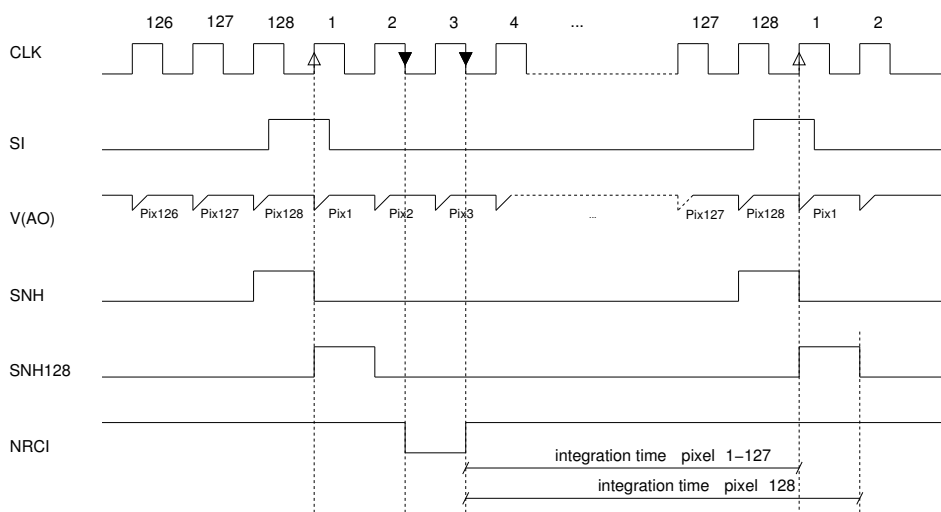 126 127 128 1 2 3 4 ... 127 128 1 2
CLK
SI
V(AO)
Pix126 Pix127 Pix128 Pix1 Pix2 Pix3 ... Pix127 Pix128 Pix1
SNH
SNH128
NRCI
integration time pixel 1–127
integration time pixel 128